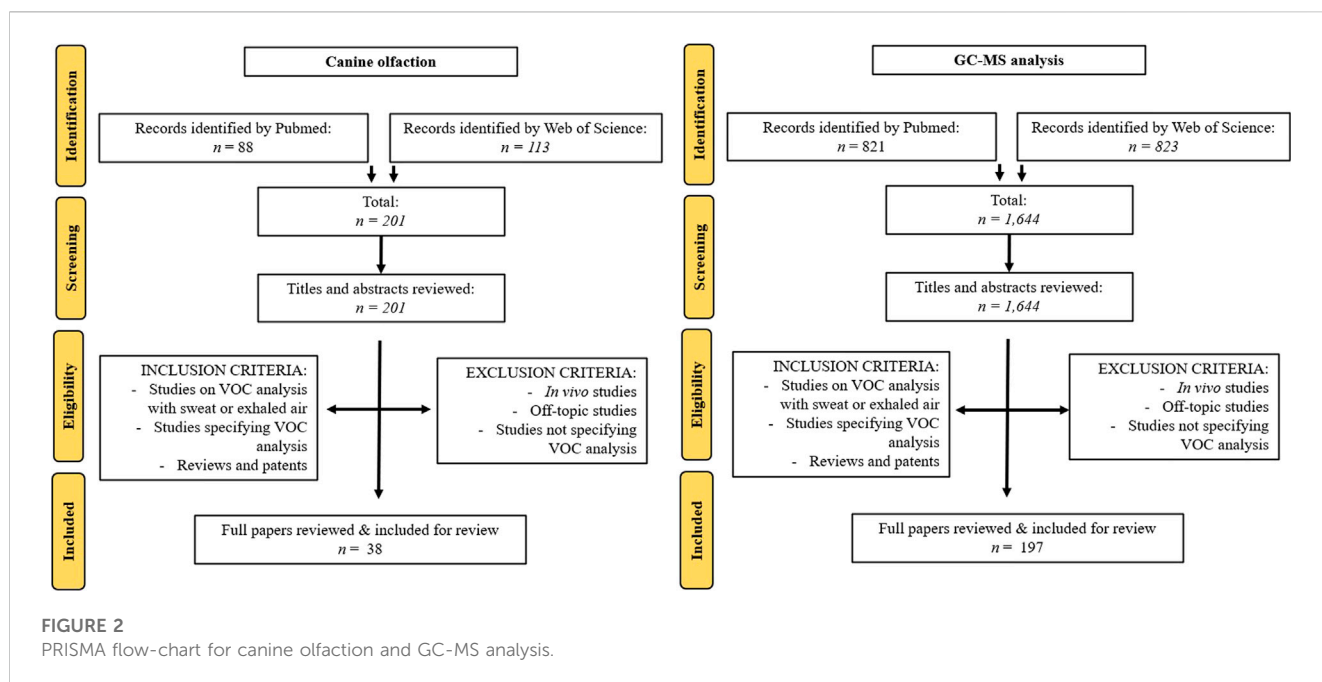 Identification
Screening
Eligibility
Included
Canine olfaction
Records identified by Pubmed:
n = 88
Records identified by Web of Science:
n = 113
Total:
n = 201
Titles and abstracts reviewed:
n = 201
INCLUSION CRITERIA:
- Studies on VOC analysis
with sweat or exhaled air
- Studies specifying VOC
analysis
- Reviews and patents
EXCLUSION CRITERIA:
- In vivo studies
- Off-topic studies
- Studies not specifying
VOC analysis
Full papers reviewed & included for review
n = 38
Identification
Screening
Eligibility
Included
GC-MS analysis
Records identified by Pubmed:
n = 821
Records identified by Web of Science:
n = 823
Total:
n = 1,644
Titles and abstracts reviewed:
n = 1,644
INCLUSION CRITERIA:
- Studies on VOC analysis
with sweat or exhaled air
- Studies specifying VOC
analysis
- Reviews and patents
EXCLUSION CRITERIA:
- In vivo studies
- Off-topic studies
- Studies not specifying VOC
analysis
Full papers reviewed & included for review
n = 197
FIGURE 2
PRISMA flow-chart for canine olfaction and GC-MS analysis.